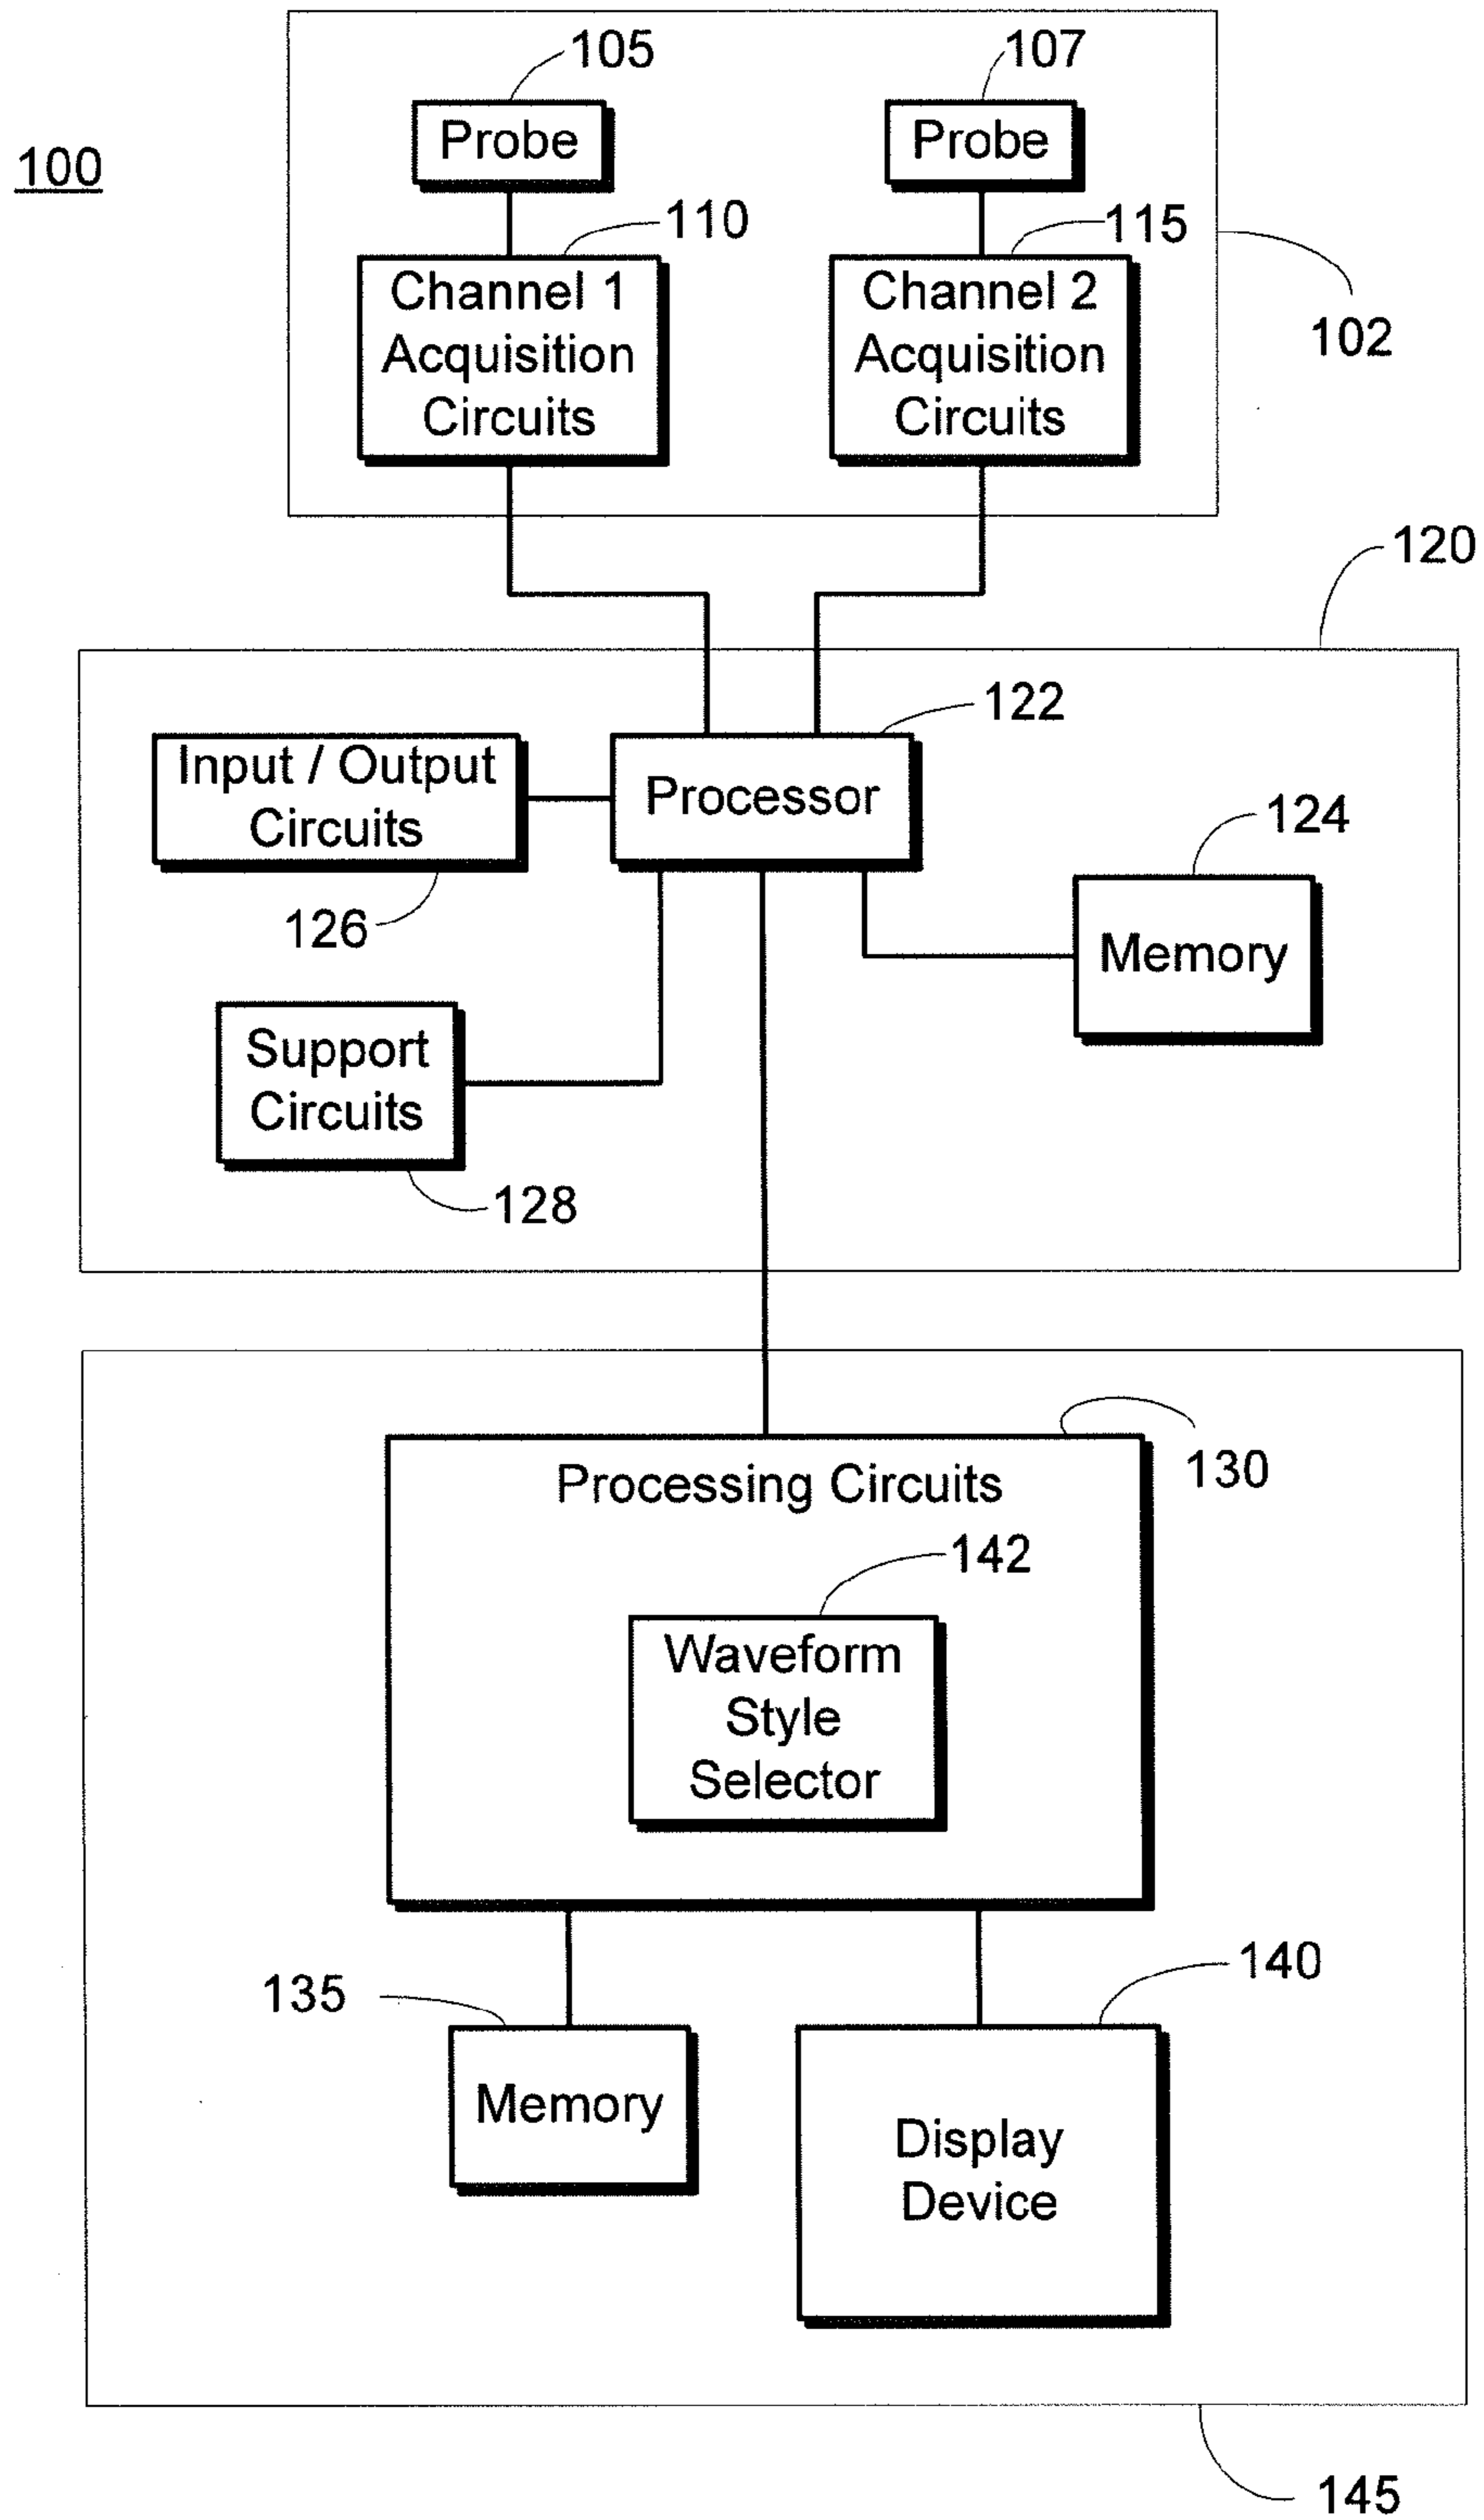 105
107
100
Probe
Probe
110
115
Channel 1
Acquisition
Circuits
Channel 2
Acquisition
Circuits
102
120
122
Input / Output
Circuits
Processor
124
126
Memory
Support
Circuits
128
130
Processing Circuits
142
Waveform
Style
Selector
135
140
Memory
Display
Device
145